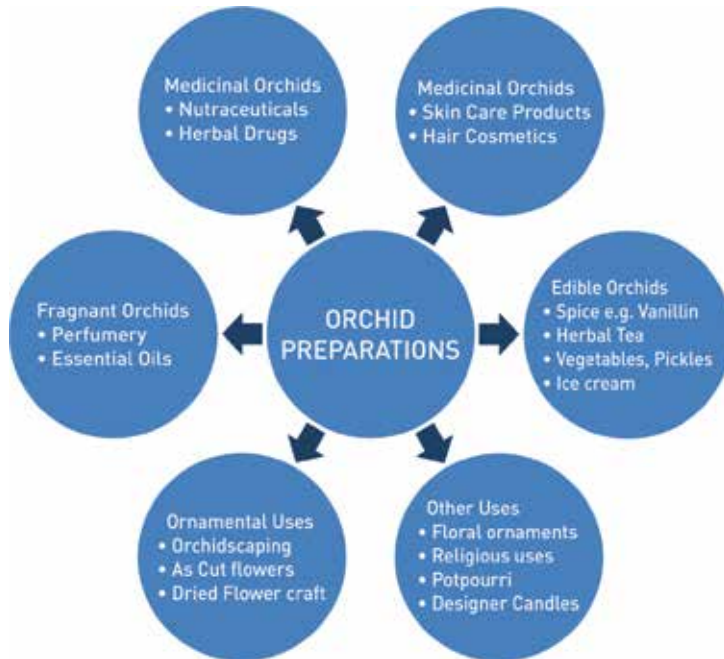 Medicinal Orchids
• Nutraceuticals
• Herbal Drugs
Medicinal Orchids
• Skin Care Products
• Hair Cosmetics
Fragnant Orchids
• Perfumery
• Essential Oils
ORCHID
PREPARATIONS
Edible Orchids
• Spice e.g. Vanillin
• Herbal Tea
• Vegetables, Pickles
• Ice cream
Ornamental Uses
• Orchidscaping
• As Cut flowers
• Dried Flower craft
Other Uses
• Floral ornaments
• Religious uses
• Potpourri
• Designer Candles